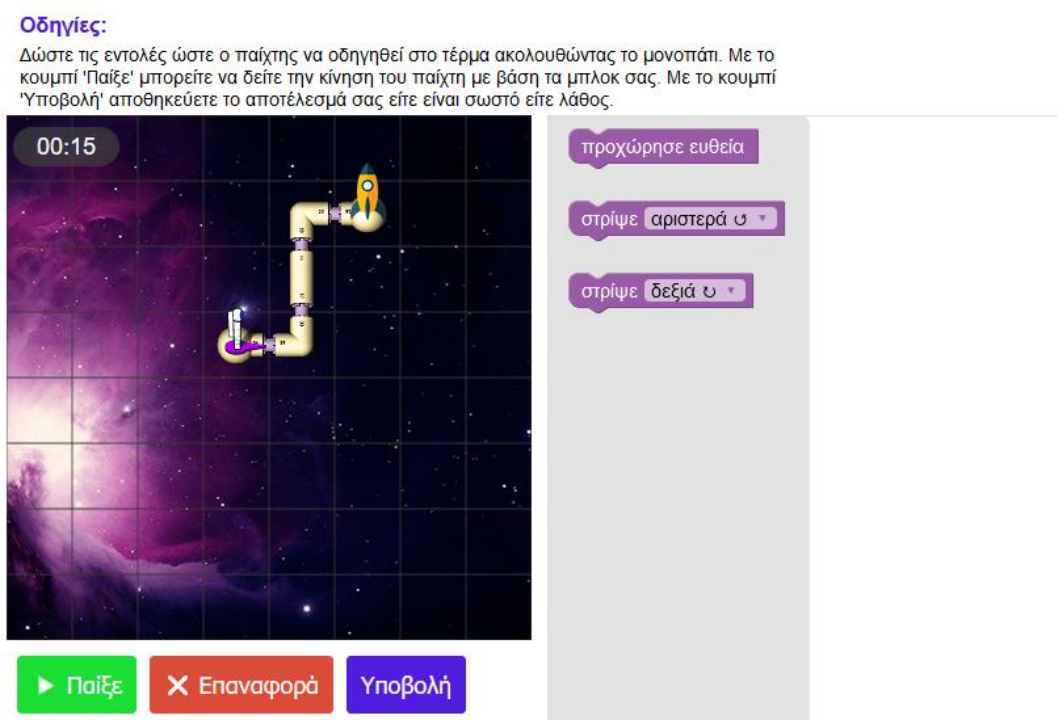 Οδηγίες:
Δώστε τις εντολές ώστε ο παίχτης να οδηγηθεί στο τέρμα ακολουθώντας το μονοπάτι. Με το
κουμπί 'Παίξε' μπορείτε να δείτε την κίνηση του παίχτη με βάση τα μπλοκ σας. Με το κουμπί
'Υποβολή' αποθηκεύετε το αποτέλεσμά σας είτε είναι σωστό είτε λάθος.
00:15
προχώρησε ευθεία
στρίψε αριστερά ↺
στρίψε δεξιά ↻
Παίξε
Επαναφορά
Υποβολή